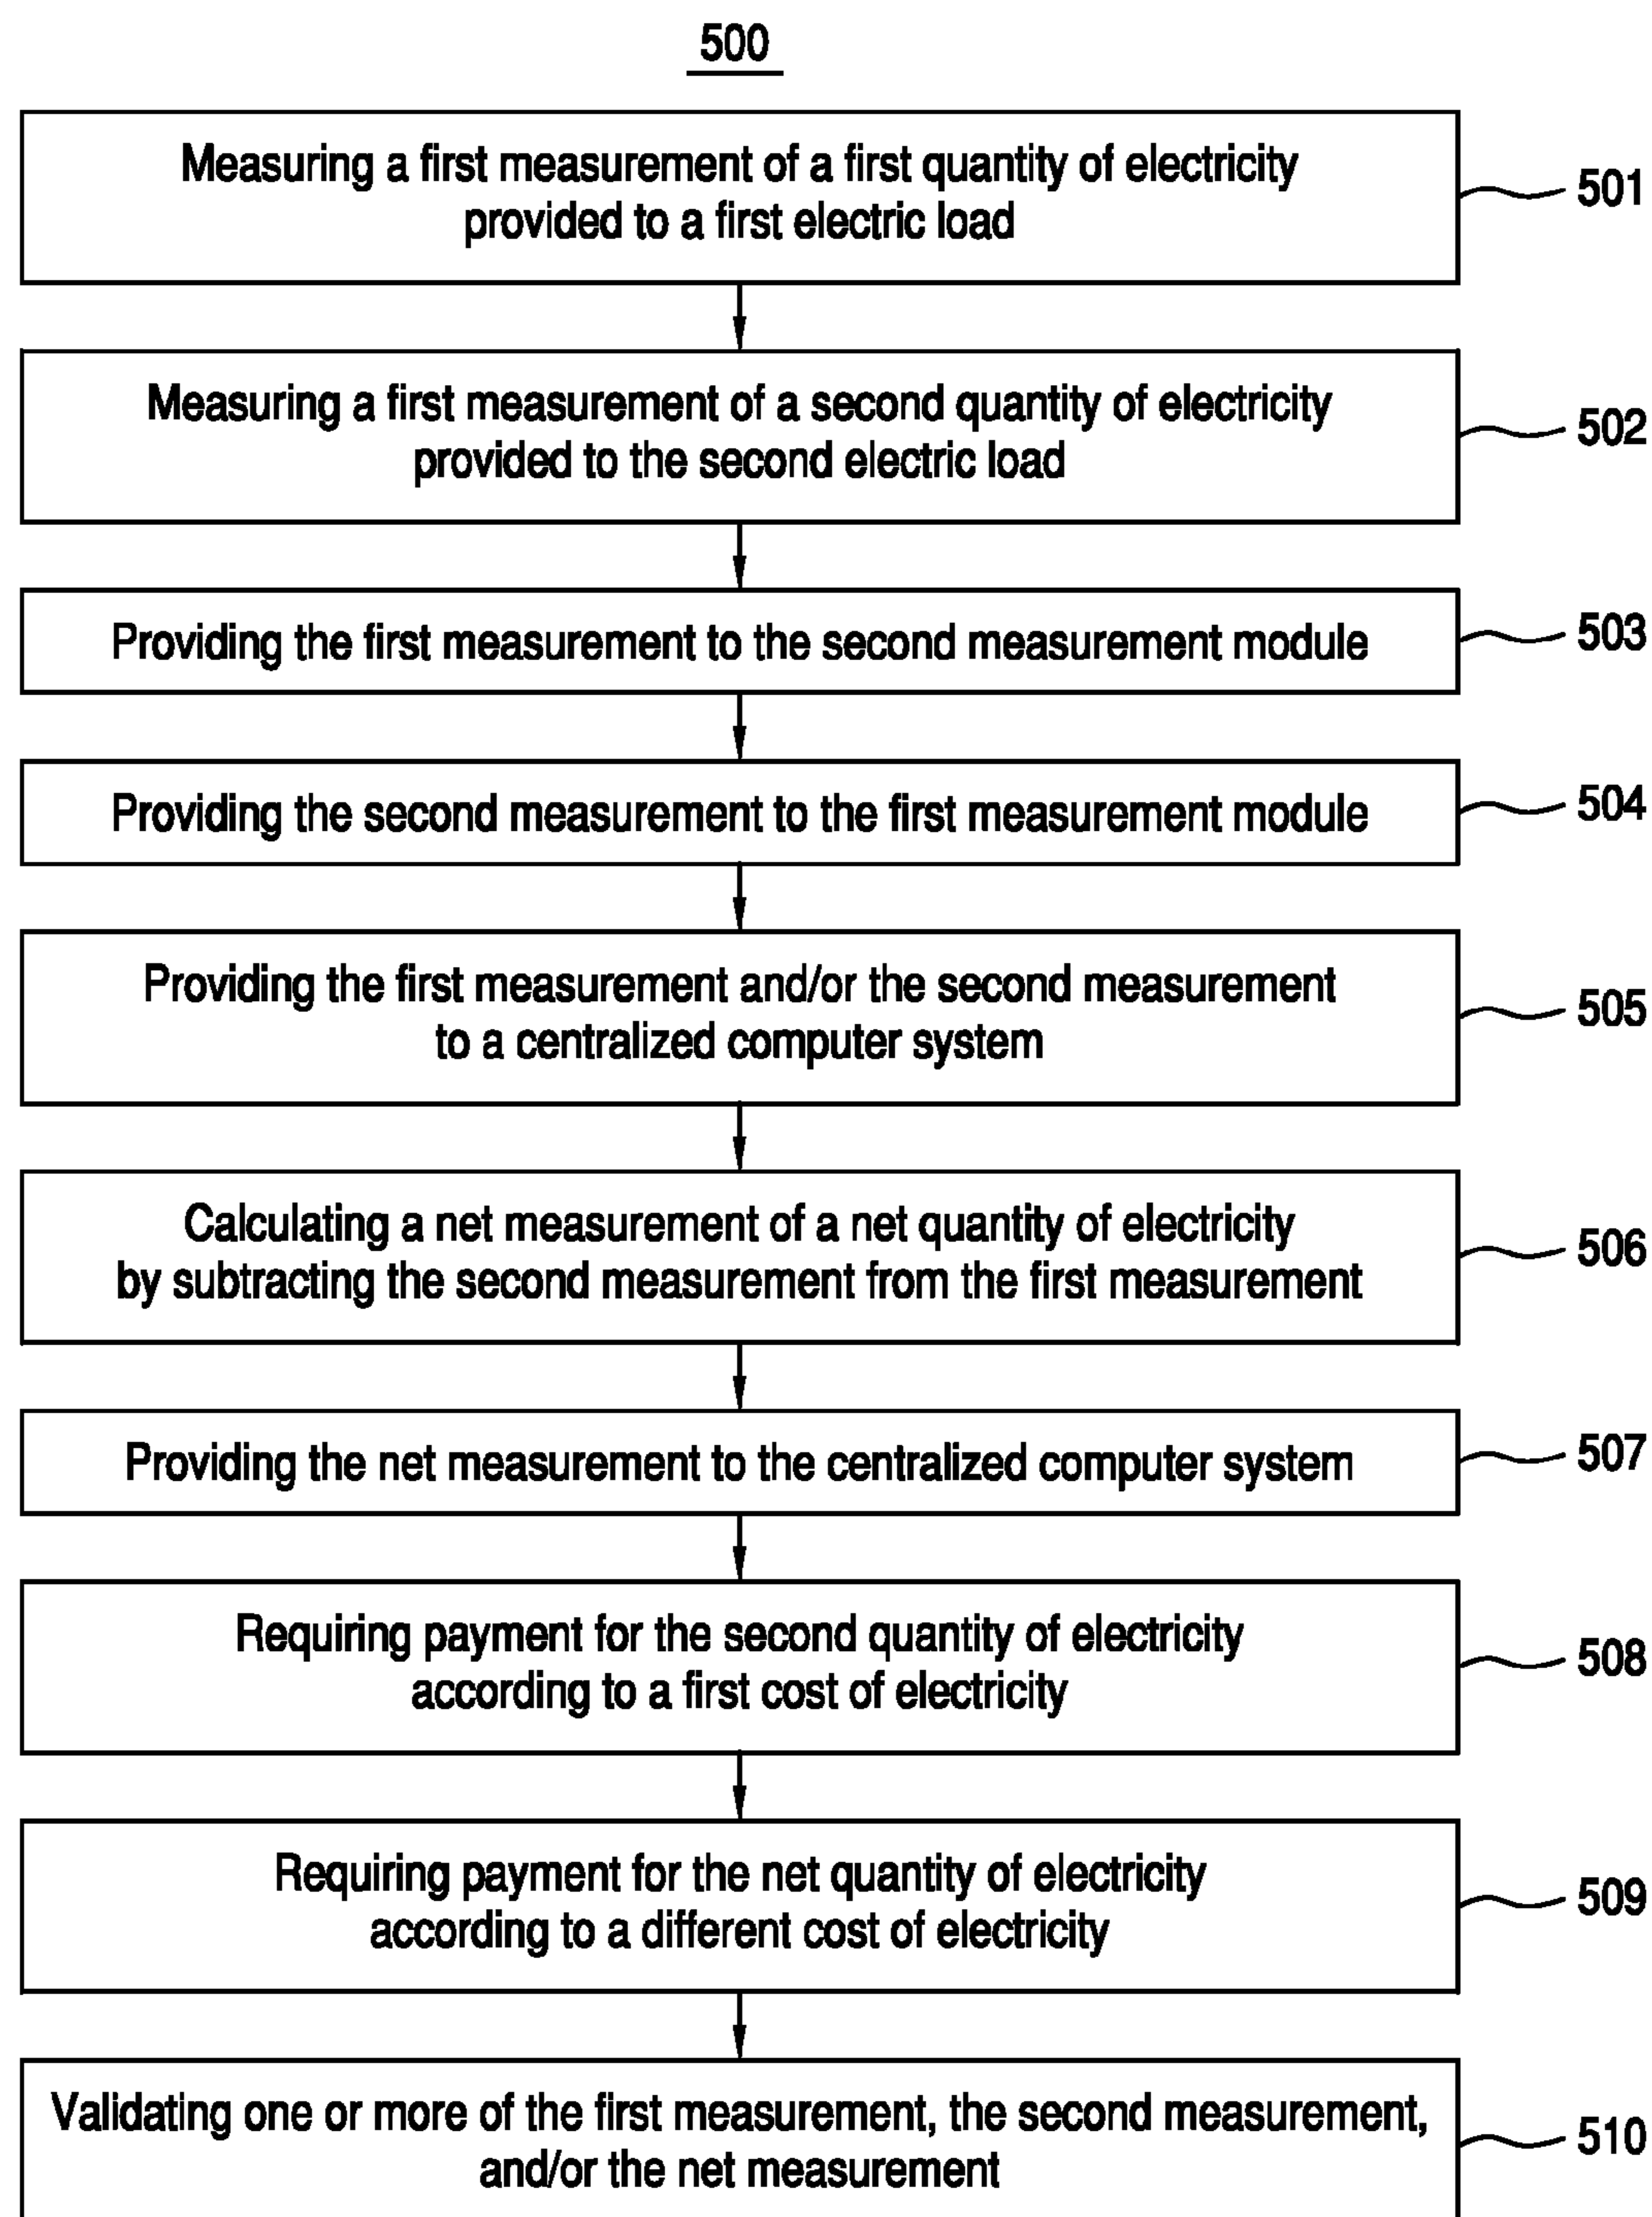 500
Measuring a first measurement of a first quantity of electricity
provided to a first electric load
501
Measuring a first measurement of a second quantity of electricity
provided to the second electric load
502
Providing the first measurement to the second measurement module
503
Providing the second measurement to the first measurement module
504
Providing the first measurement and/or the second measurement
to a centralized computer system
505
Calculating a net measurement of a net quantity of electricity
by subtracting the second measurement from the first measurement
506
Providing the net measurement to the centralized computer system
507
Requiring payment for the second quantity of electricity
according to a first cost of electricity
508
Requiring payment for the net quantity of electricity
according to a different cost of electricity
509
Validating one or more of the first measurement, the second measurement,
and/or the net measurement
510